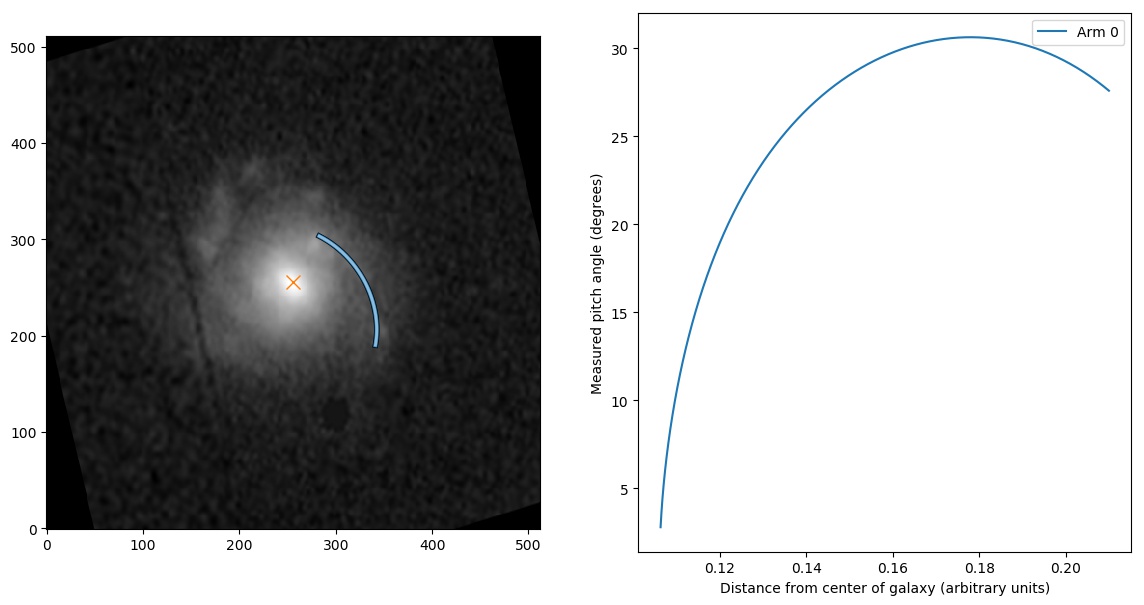 500
400
300
200
100
0
0 100 200 300 400 500
Arm 0
30
25
20
15
10
5
Measured pitch angle (degrees)
0.12 0.14 0.16 0.18 0.20
Distance from center of galaxy (arbitrary units)